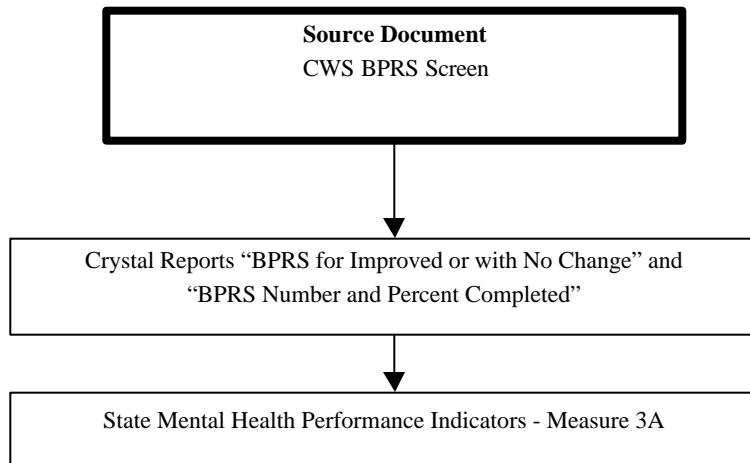 Source Document
CWS BPRS Screen
Crystal Reports “BPRS for Improved or with No Change” and
“BPRS Number and Percent Completed”
State Mental Health Performance Indicators - Measure 3A